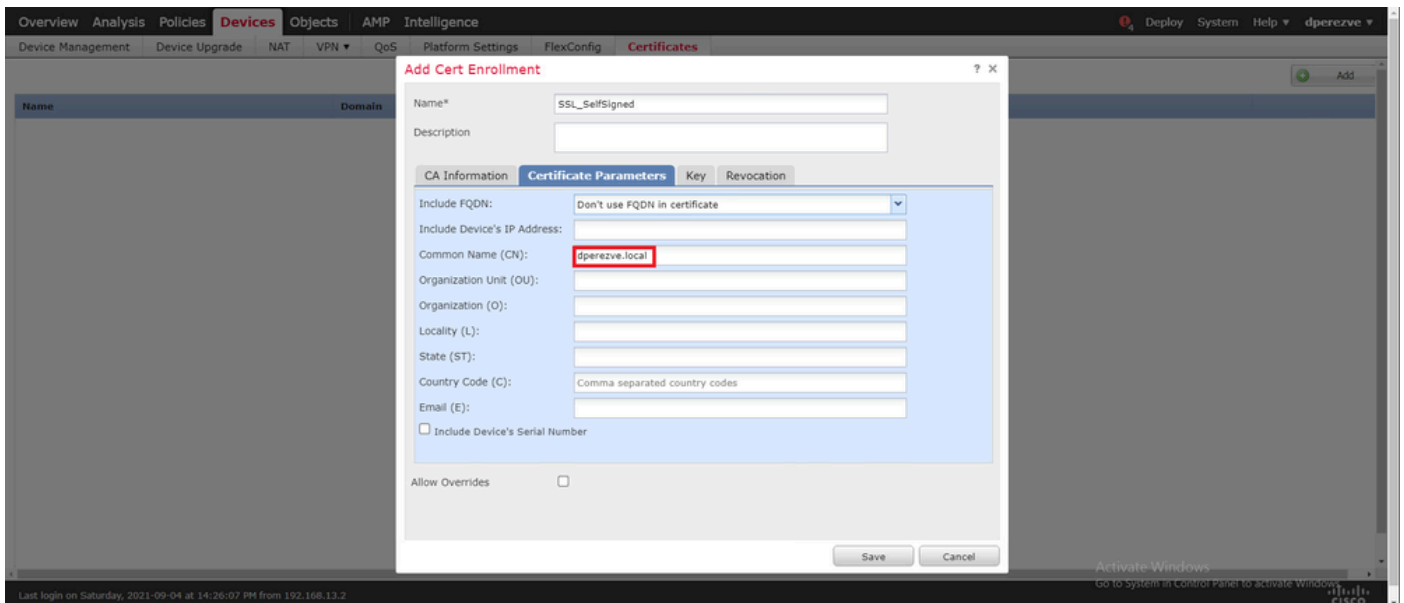 Overview Analysis Policies Devices Objects AMP Intelligence Deploy System Help dperezve
Device Management Device Upgrade NAT VPN QoS Platform Settings FlexConfig Certificates
Add Cert Enrollment ? X
Add
Name Domain
Name* SSL_SelfSigned
Description
CA Information Certificate Parameters Key Revocation
Include FQDN: Don't use FQDN in certificate
Include Device's IP Address:
Common Name (CN): dperezve.local
Organization Unit (OU):
Organization (O):
Locality (L):
State (ST):
Country Code (C): Comma separated country codes
Email (E):
Include Device's Serial Number
Allow Overrides
Save Cancel
Activate Windows
Go to System in Control Panel to activate Windows.
Last login on Saturday, 2021-09-04 at 14:26:07 PM from 192.168.13.2
CISCO